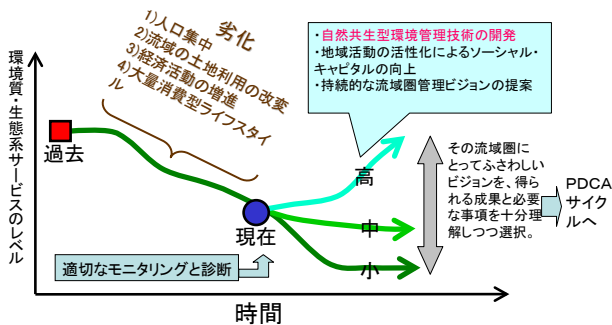 環境質・生態系サービスのレベル
劣化
1)人口集中
2)流域の土地利用の改変
3)経済活動の増進
4)大量消費型ライフスタイ
ル
・自然共生型環境管理技術の開発
・地域活動の活性化によるソーシャル・
キャピタルの向上
・持続的な流域圏管理ビジョンの提案
過去
現在
高
中
小
その流域圏に
とってふさわしい
ビジョンを、得ら
れる成果と必要
な事項を十分理
解しつつ選択。
PDCA
サイク
ルへ
適切なモニタリングと診断
時間